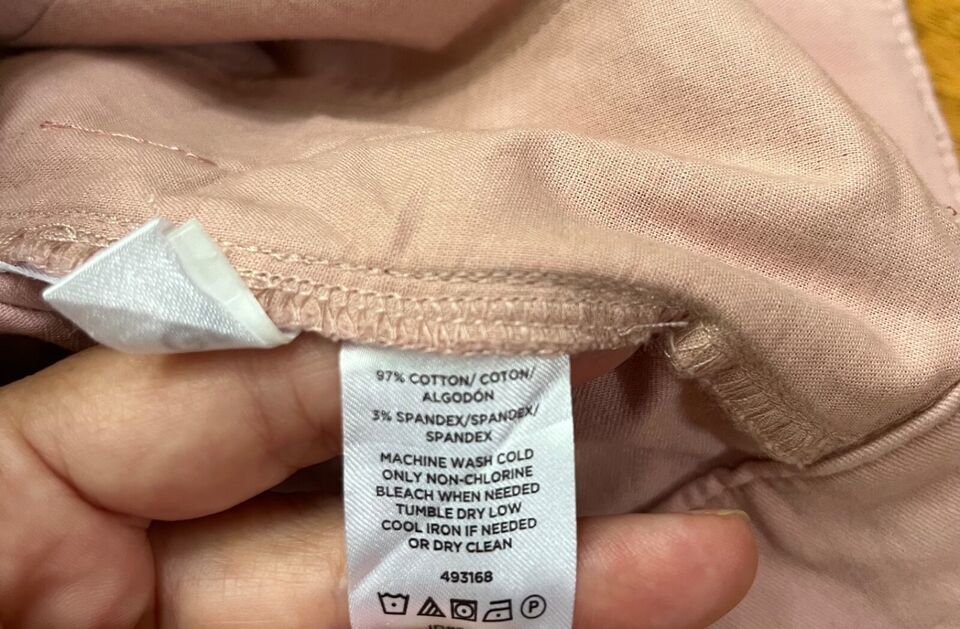 97% COTTON/ COTON/
ALGODÓN
3% SPANDEX/SPANDEX/
SPANDEX
MACHINE WASH COLD
ONLY NON-CHLORINE
BLEACH WHEN NEEDED
TUMBLE DRY LOW
COOL IRON IF NEEDED
OR DRY CLEAN
493168
P